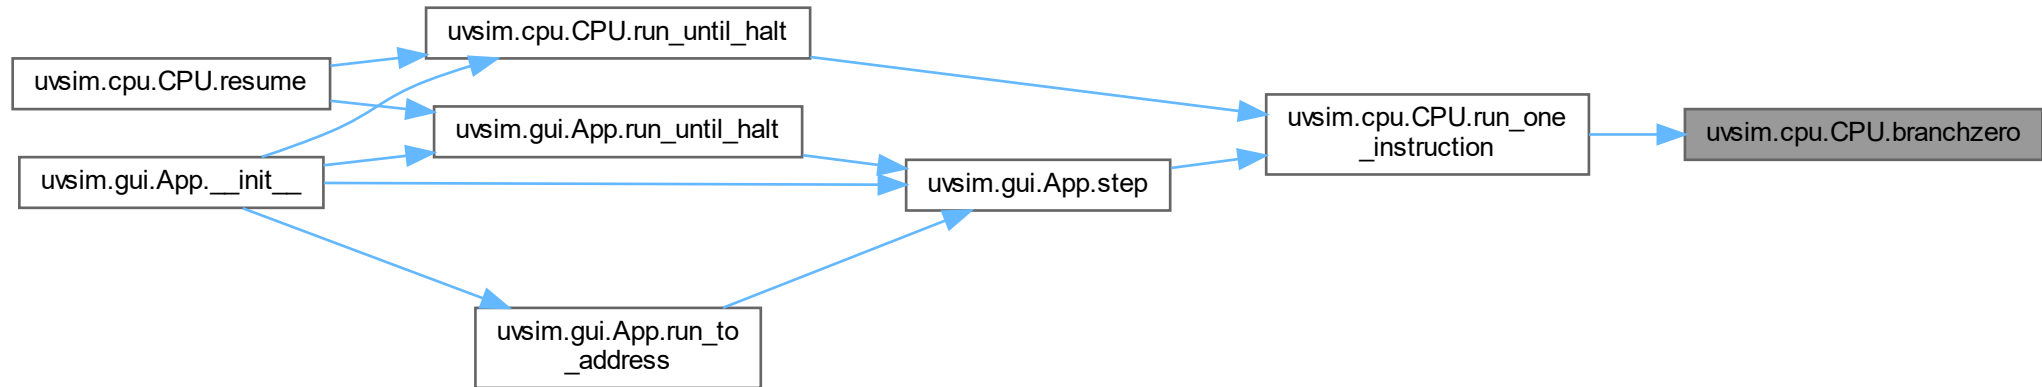 uvsim.cpu.CPU.run_until_halt
uvsim.cpu.CPU.resume
uvsim.gui.App.run_until_halt
uvsim.cpu.CPU.run_one
_instruction
uvsim.cpu.CPU.branchzero
uvsim.gui.App.__init__
uvsim.gui.App.step
uvsim.gui.App.run_to
_address